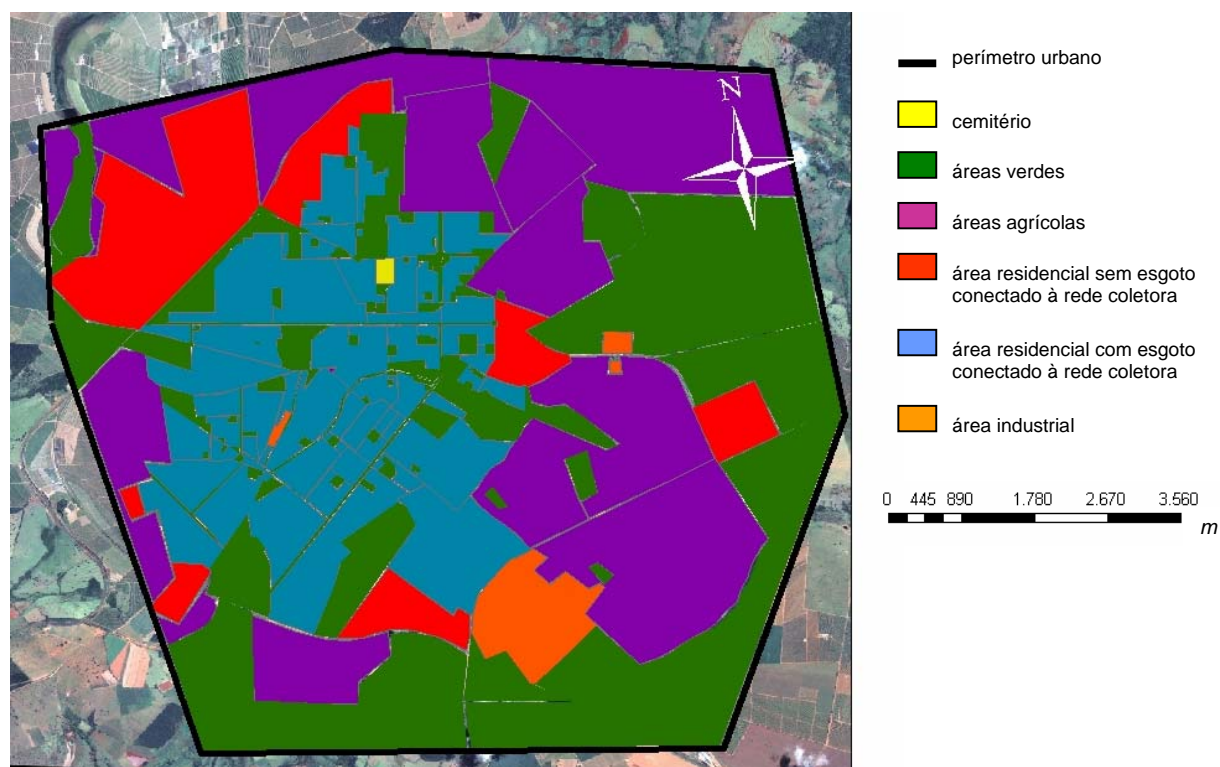 N
perímetro urbano
cemitério
áreas verdes
áreas agrícolas
área residencial sem esgoto
conectado à rede coletora
área residencial com esgoto
conectado à rede coletora
área industrial
0 445 890 1.780 2.670 3.560
m